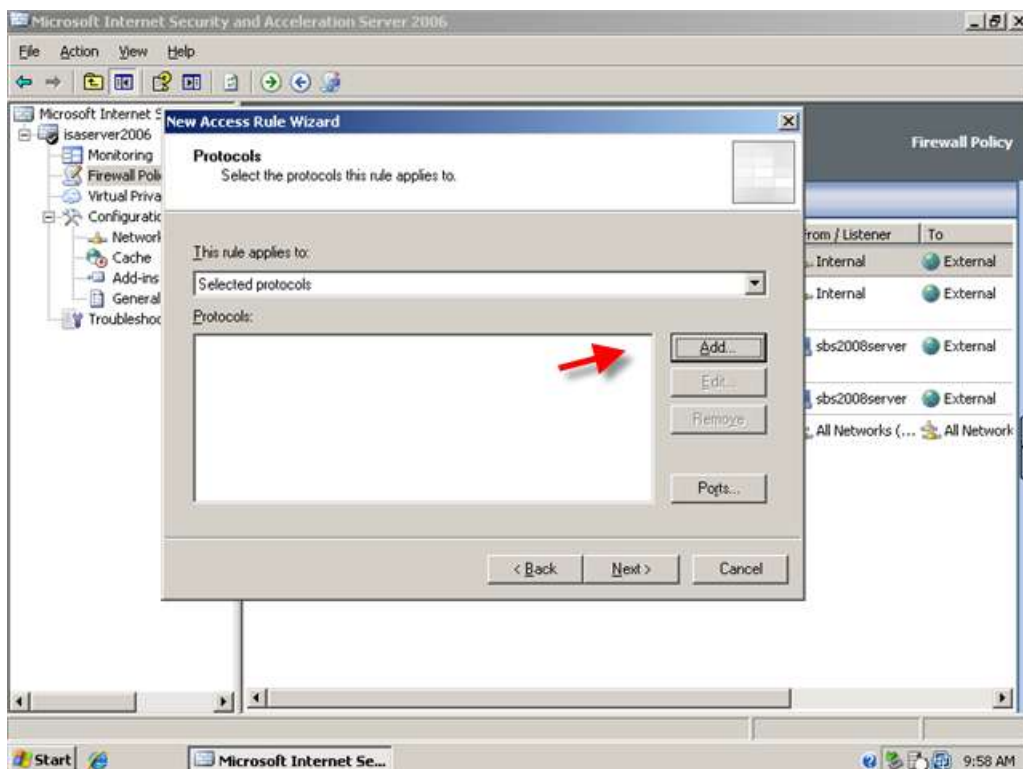 Microsoft Internet Security and Acceleration Server 2006
File Action View Help
Microsoft Internet S
isaserver2006
Monitoring
Firewall Poli
Virtual Priva
Configuratio
Network
Cache
Add-ins
General
Troubleshoo
New Access Rule Wizard
Protocols
Select the protocols this rule applies to.
This rule applies to:
Selected protocols
Protocols:
Add...
Edit...
Remove
Ports...
< Back Next > Cancel
Firewall Policy
From / Listener To
Internal External
Internal External
sbs2008server External
sbs2008server External
All Networks (... All Network
Start Microsoft Internet Se... 9:58 AM